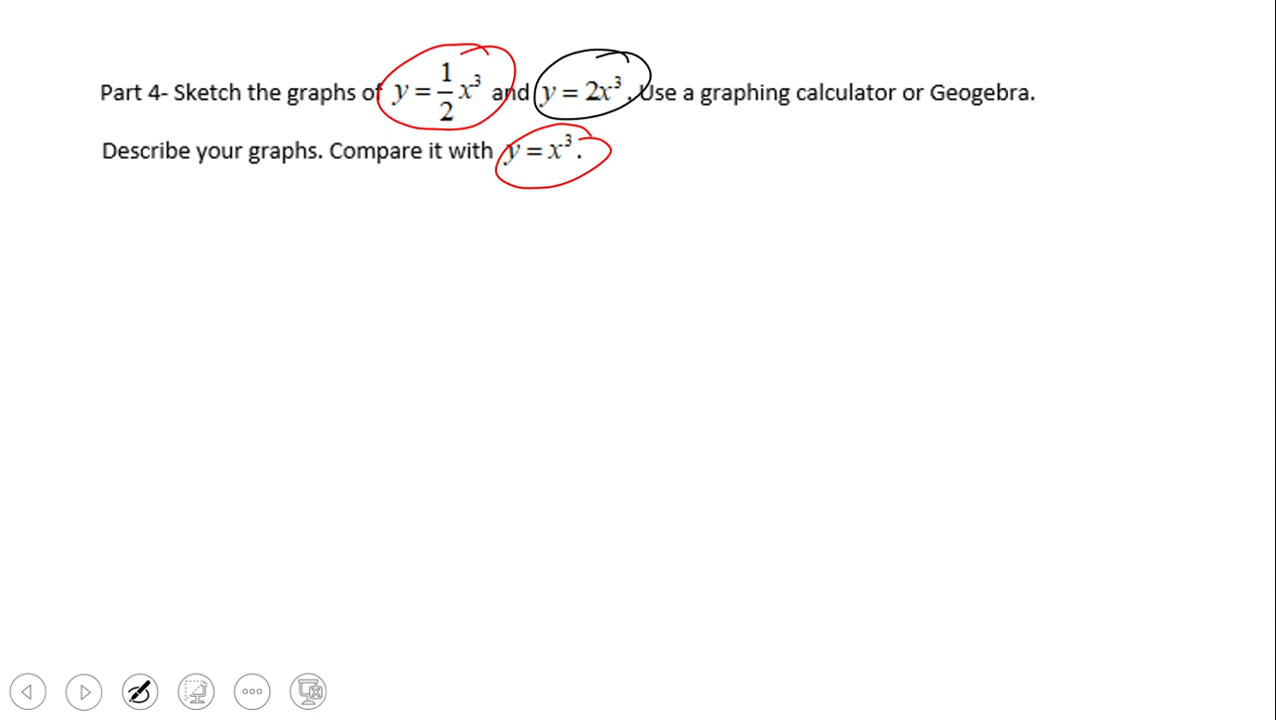 Part 4- Sketch the graphs of y = 1/2 x³ and y = 2x³. Use a graphing calculator or Geogebra.
Describe your graphs. Compare it with y = x³.